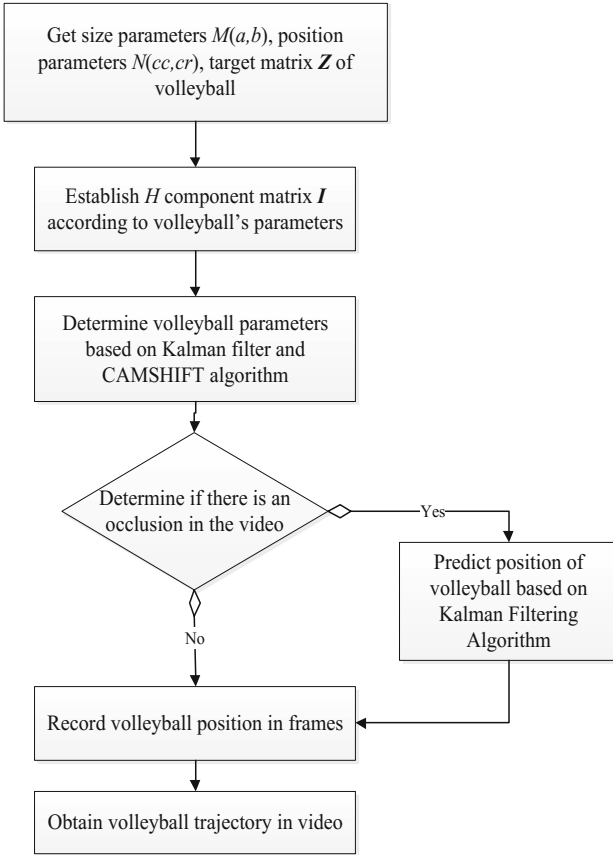 Get size parameters M(a,b), position
parameters N(cc,cr), target matrix Z of
volleyball
Establish H component matrix I
according to volleyball’s parameters
Determine volleyball parameters
based on Kalman filter and
CAMSHIFT algorithm
Determine if there is an
occlusion in the video
Yes
Predict position of
volleyball based on
Kalman Filtering
Algorithm
No
Record volleyball position in frames
Obtain volleyball trajectory in video